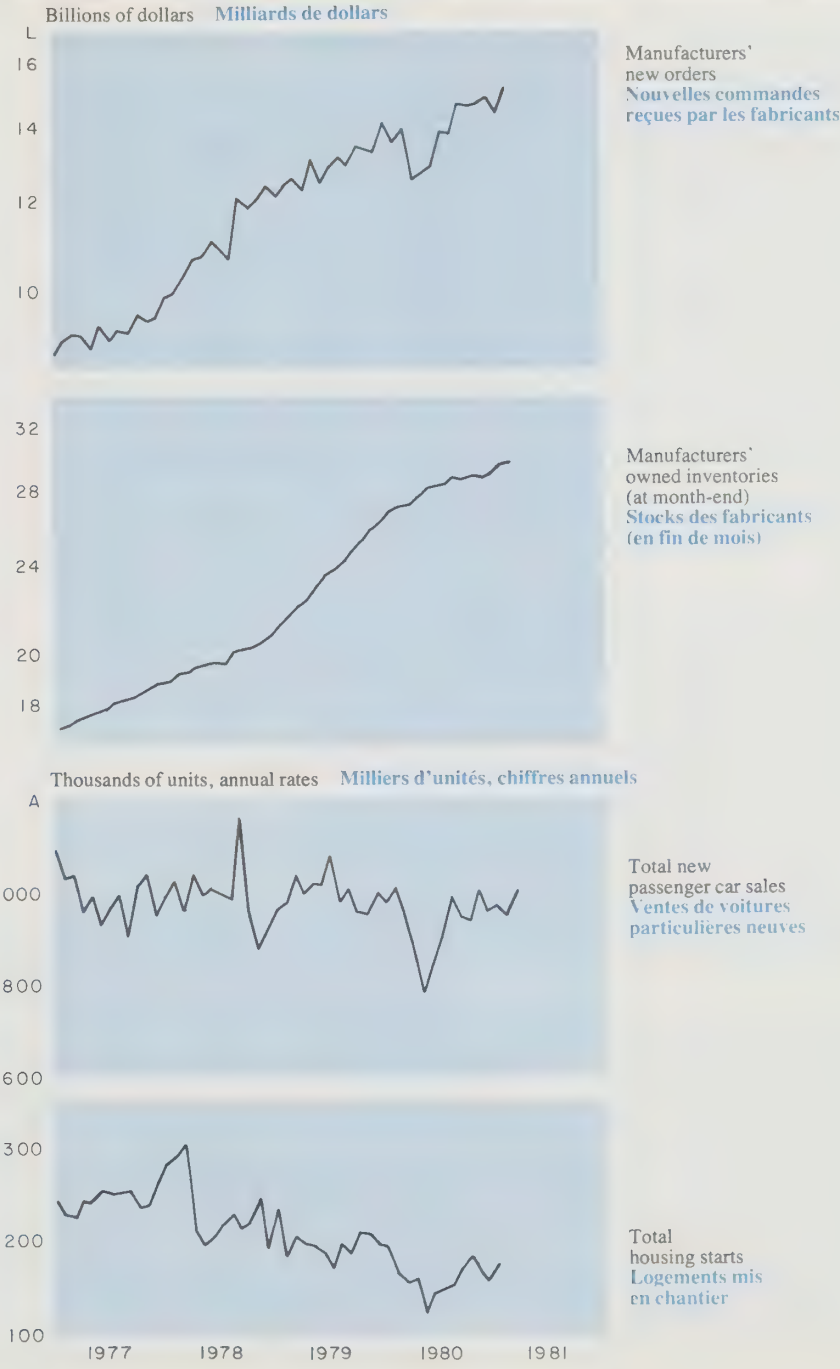 Billions of dollars Milliards de dollars
L
16
14
12
10
Manufacturers'
new orders
Nouvelles commandes
reçues par les fabricants
32
28
24
20
18
Manufacturers'
owned inventories
(at month-end)
Stocks des fabricants
(en fin de mois)
Thousands of units, annual rates Milliers d'unités, chiffres annuels
A
000
800
600
Total new
passenger car sales
Ventes de voitures
particulières neuves
300
200
100
Total
housing starts
Logements mis
en chantier
1977 1978 1979 1980 1981